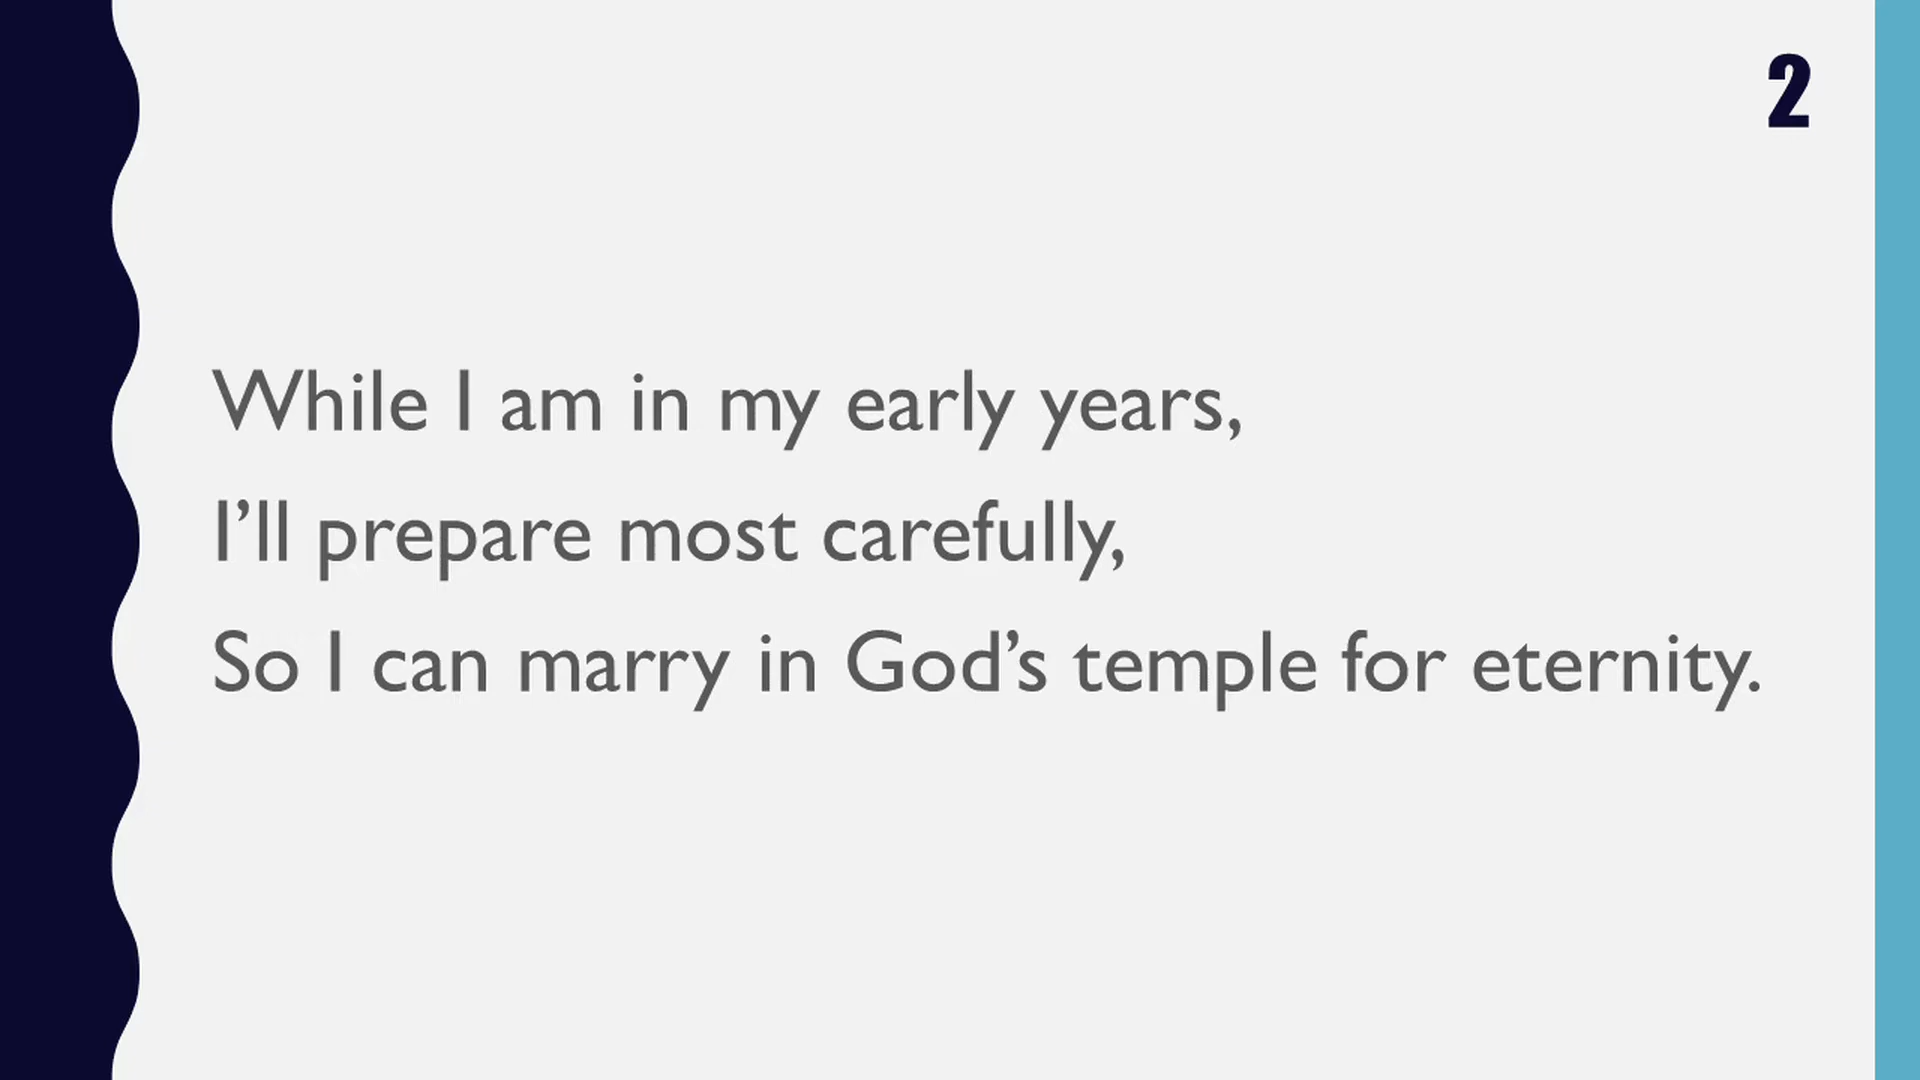 2
While I am in my early years,
I’ll prepare most carefully,
So I can marry in God’s temple for eternity.